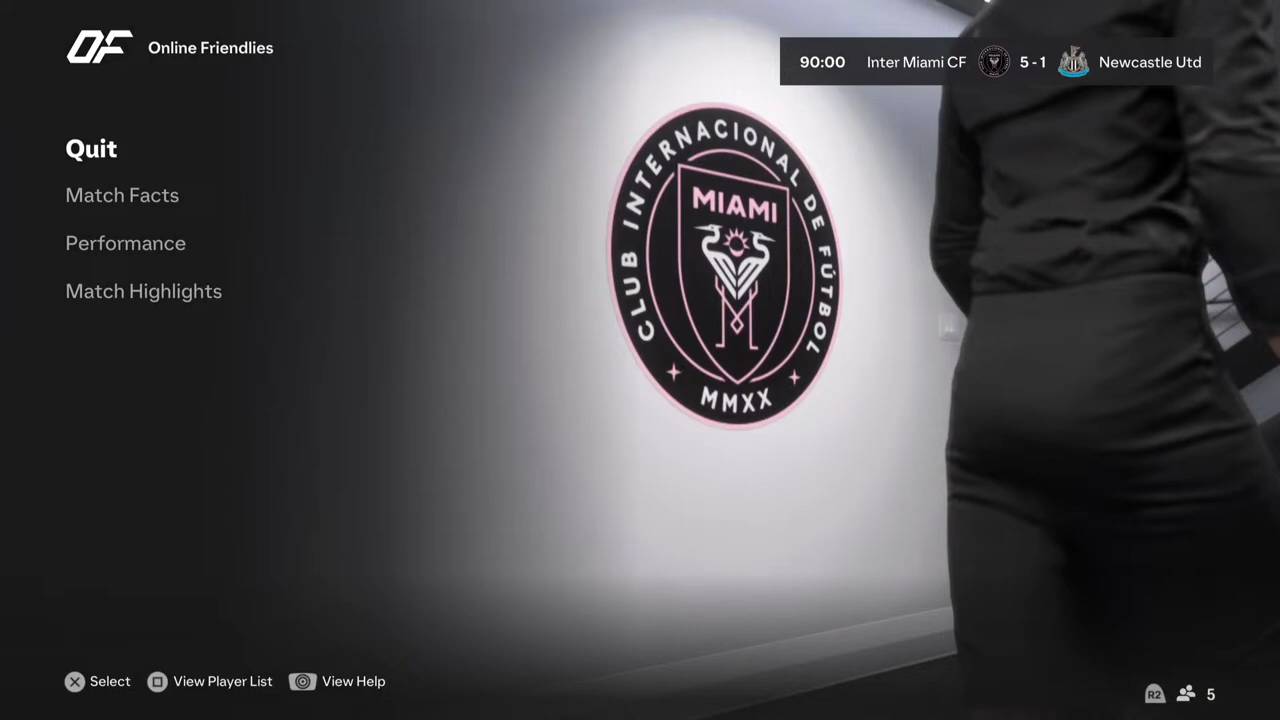 OF Online Friendlies
90:00 Inter Miami CF 5 - 1 Newcastle Utd
Quit
Match Facts
Performance
Match Highlights
CLUB INTERNACIONAL DE FÚTBOL
MIAMI
MMXX
Select View Player List View Help
R2 5